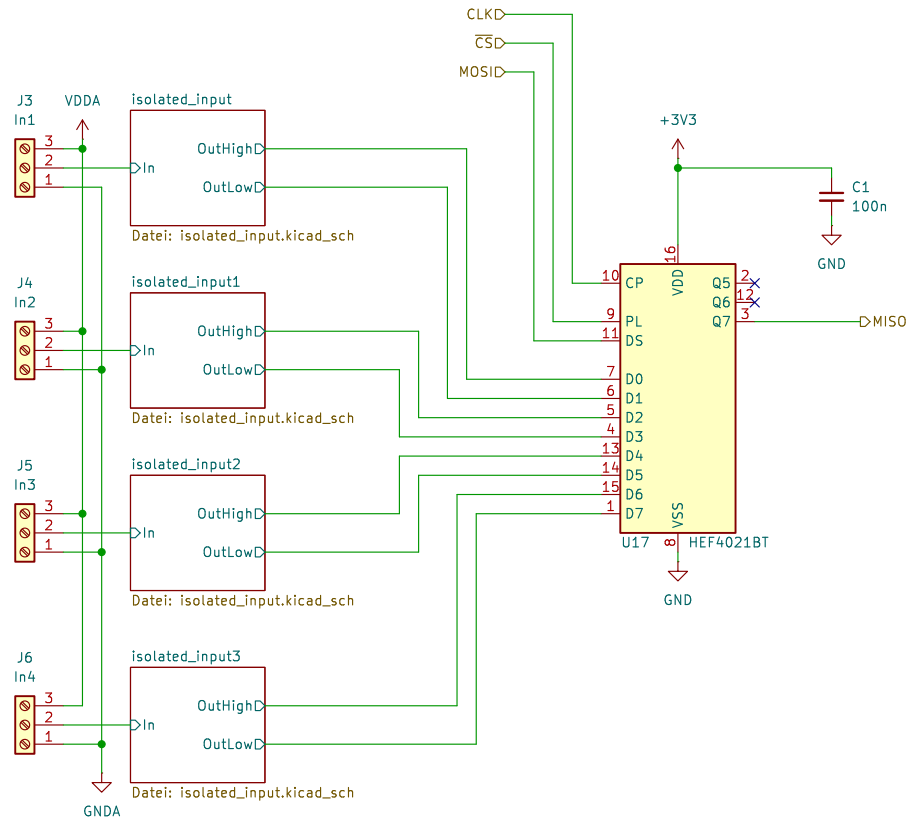 CLK
CS
MOSI
J3
In1
3
2
1
VDDA
isolated_input
In
OutHigh
OutLow
Datei: isolated_input.kicad_sch
J4
In2
3
2
1
isolated_input1
In
OutHigh
OutLow
Datei: isolated_input.kicad_sch
J5
In3
3
2
1
isolated_input2
In
OutHigh
OutLow
Datei: isolated_input.kicad_sch
J6
In4
3
2
1
isolated_input3
In
OutHigh
OutLow
Datei: isolated_input.kicad_sch
GNDA
+3V3
C1
100n
GND
16
VDD
10 CP
9 PL
11 DS
7 D0
6 D1
5 D2
4 D3
13 D4
14 D5
15 D6
1 D7
Q5 2
Q6 12
Q7 3
MISO
VSS
8
U17
HEF4021BT
GND